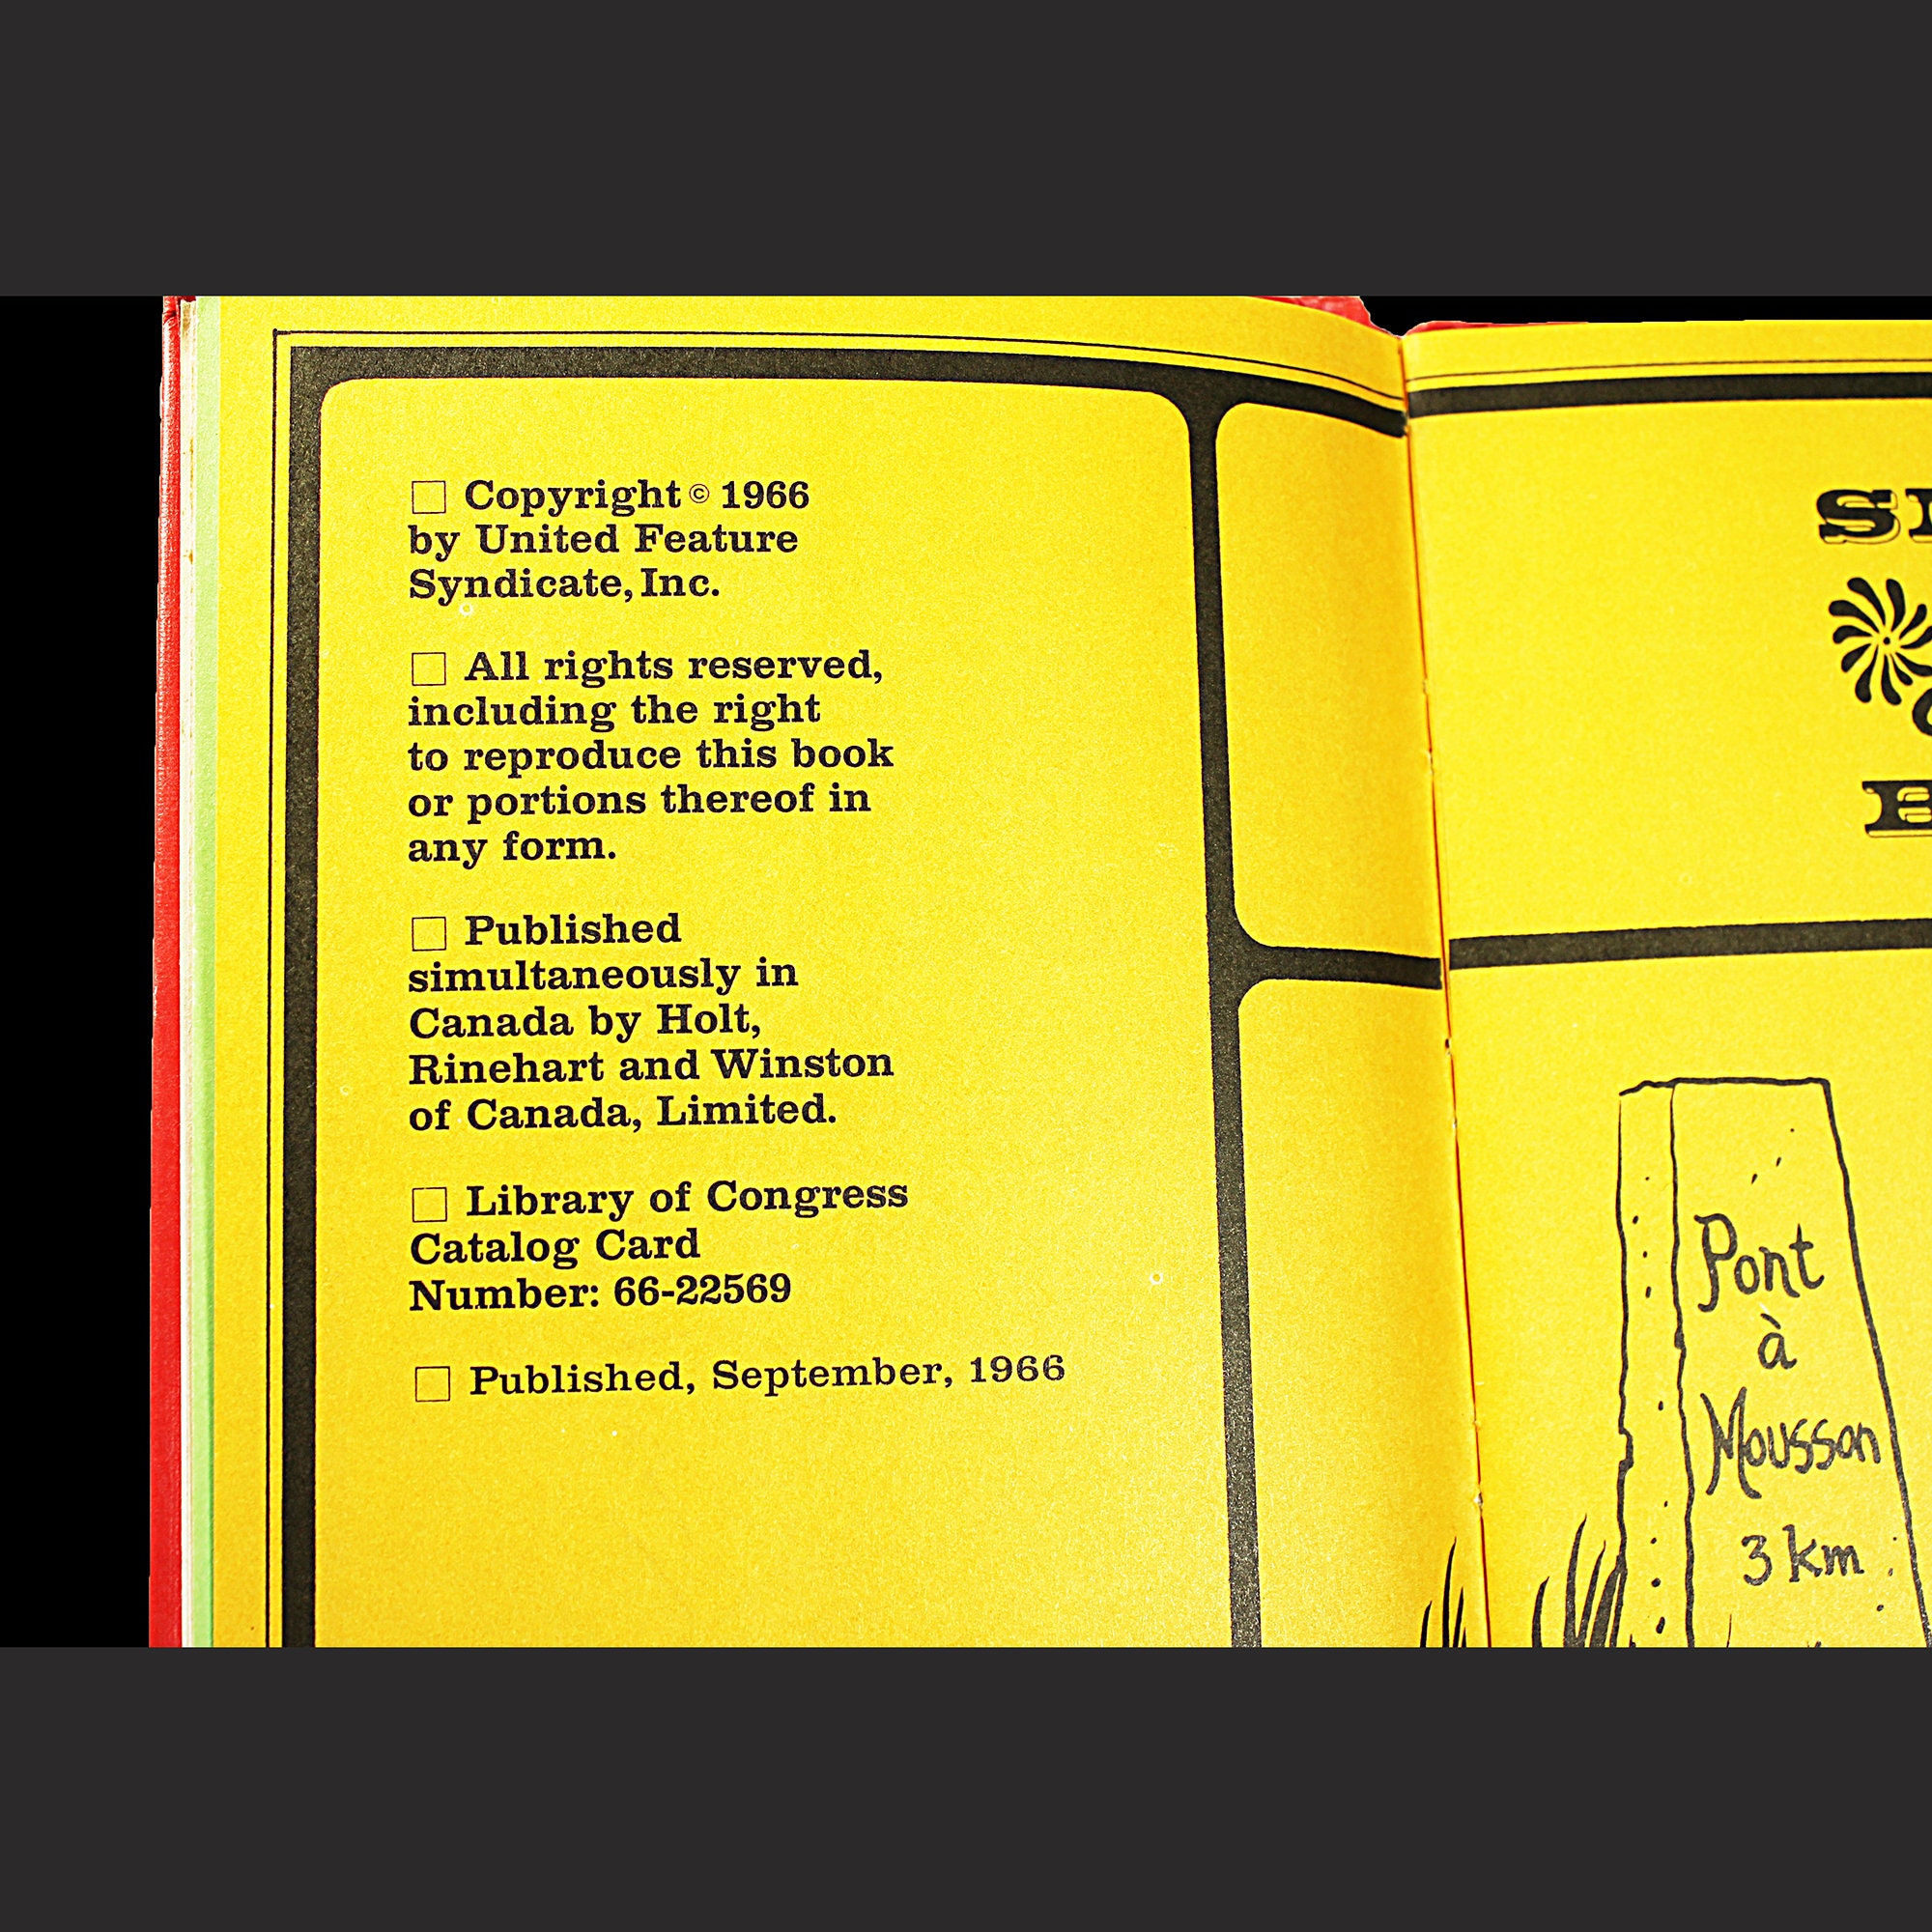 □ Copyright © 1966
by United Feature
Syndicate, Inc.
□ All rights reserved,
including the right
to reproduce this book
or portions thereof in
any form.
□ Published
simultaneously in
Canada by Holt,
Rinehart and Winston
of Canada, Limited.
□ Library of Congress
Catalog Card
Number: 66-22569
□ Published, September, 1966
Pont
à
Mousson
3 km